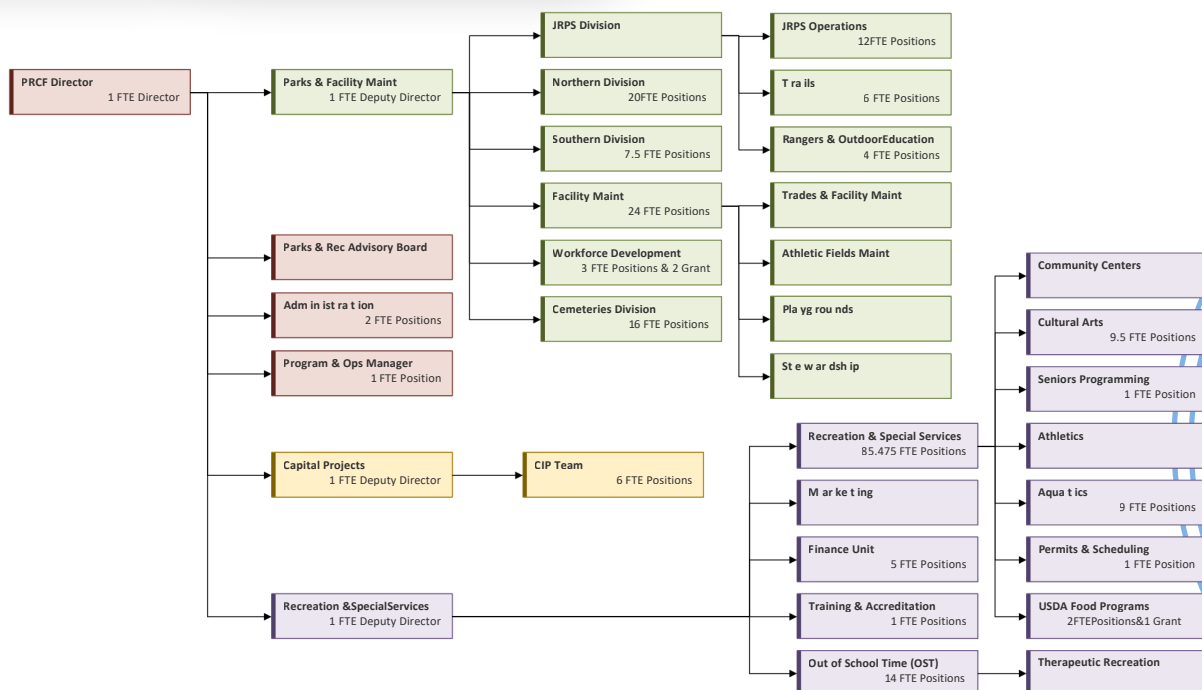 PRCF Director
1 FTE Director
Parks & Facility Maint
1 FTE Deputy Director
Parks & Rec Advisory Board
Adm in ist ra t ion
2 FTE Positions
Program & Ops Manager
1 FTE Position
Capital Projects
1 FTE Deputy Director
Recreation &SpecialServices
1 FTE Deputy Director
JRPS Division
Northern Division
20FTE Positions
Southern Division
7.5 FTE Positions
Facility Maint
24 FTE Positions
Workforce Development
3 FTE Positions & 2 Grant
Cemeteries Division
16 FTE Positions
CIP Team
6 FTE Positions
JRPS Operations
12FTE Positions
T ra ils
6 FTE Positions
Rangers & OutdoorEducation
4 FTE Positions
Trades & Facility Maint
Athletic Fields Maint
Pla yg rou nds
St e w ar dsh ip
Recreation & Special Services
85.475 FTE Positions
M ar ke t ing
Finance Unit
5 FTE Positions
Training & Accreditation
1 FTE Positions
Out of School Time (OST)
14 FTE Positions
Community Centers
Cultural Arts
9.5 FTE Positions
Seniors Programming
1 FTE Position
Athletics
Aqua t ics
9 FTE Positions
Permits & Scheduling
1 FTE Position
USDA Food Programs
2FTEPositions&1 Grant
Therapeutic Recreation